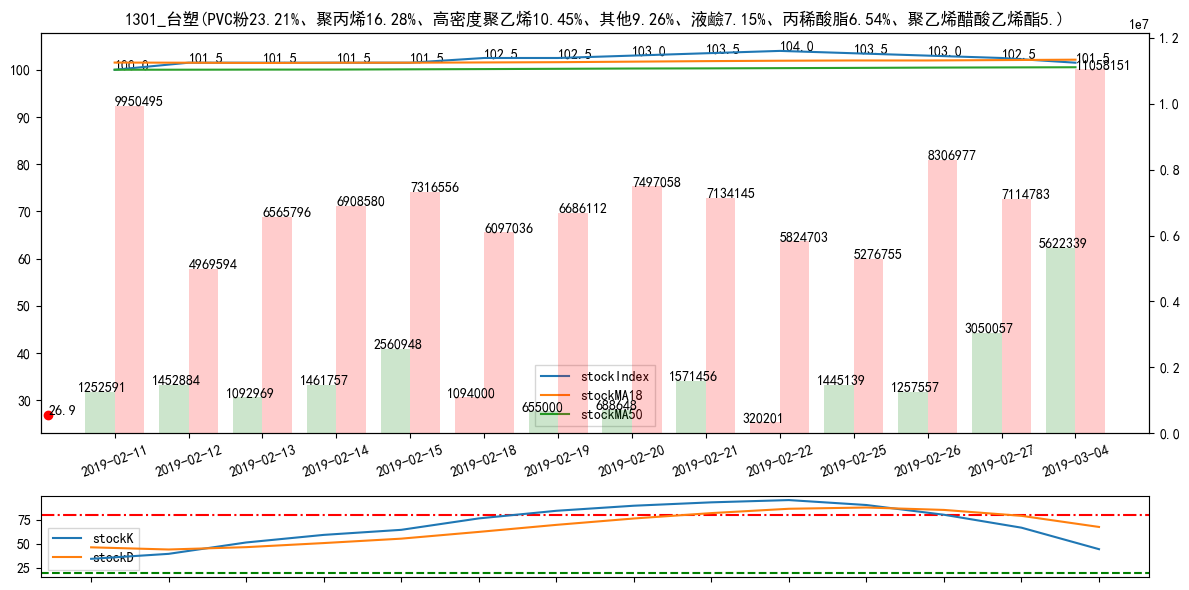 1301_台塑(PVC粉23.21%、聚丙烯16.28%、高密度聚乙烯10.45%、其他9.26%、液鹼7.15%、丙稀酸脂6.54%、聚乙烯醋酸乙烯酯5.)
1e7
100.0 101.5 101.5 101.5 101.5 102.5 102.5 103.0 103.5 104.0 103.5 103.0 102.5 101.5
100
90
80
70
60
50
40
30
1.2
1.0
0.8
0.6
0.4
0.2
0.0
9950495 4969594 6565796 6908580 7316556 6097036 6686112 7497058 7134145 5824703 5276755 8306977 7114783 11058151
1252591 1452884 1092969 1461757 2560948 1094000 655000 688648 1571456 320201 1445139 1257557 3050057 5622339
26.9
stockIndex
stockMA18
stockMA50
2019-02-11 2019-02-12 2019-02-13 2019-02-14 2019-02-15 2019-02-18 2019-02-19 2019-02-20 2019-02-21 2019-02-22 2019-02-25 2019-02-26 2019-02-27 2019-03-04
75
50
25
stockK
stockD